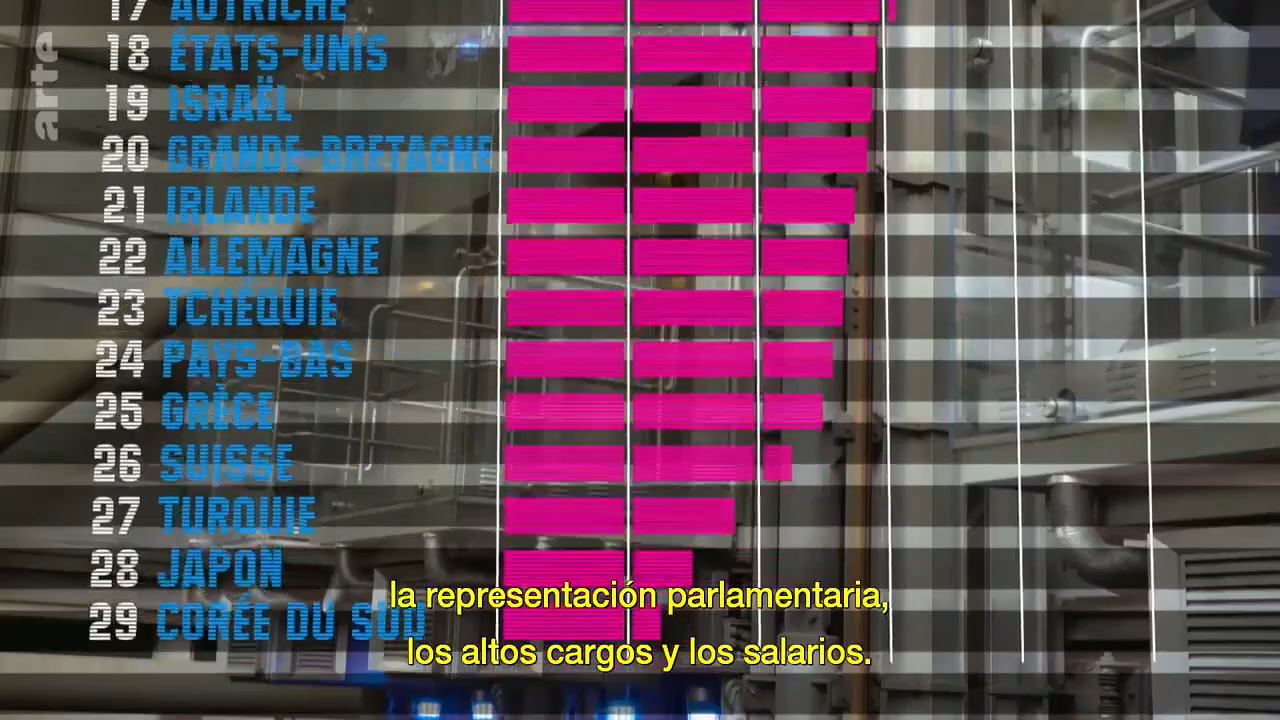 arte
17 AUTRICHE
18 ÉTATS-UNIS
19 ISRAËL
20 GRANDE-BRETAGNE
21 IRLANDE
22 ALLEMAGNE
23 TCHÉQUIE
24 PAYS-BAS
25 GRÈCE
26 SUISSE
27 TURQUIE
28 JAPON
29 CORÉE DU SUD
la representación parlamentaria,
los altos cargos y los salarios.